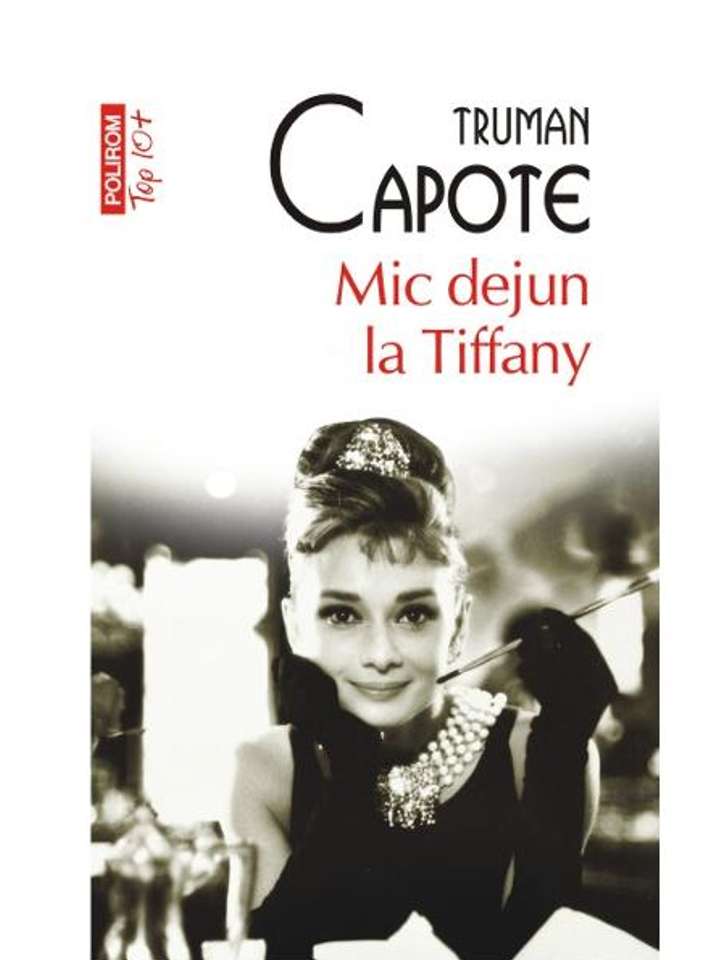 POLIROM
Top 10+
TRUMAN
CAPOTE
Mic dejun
la Tiffany